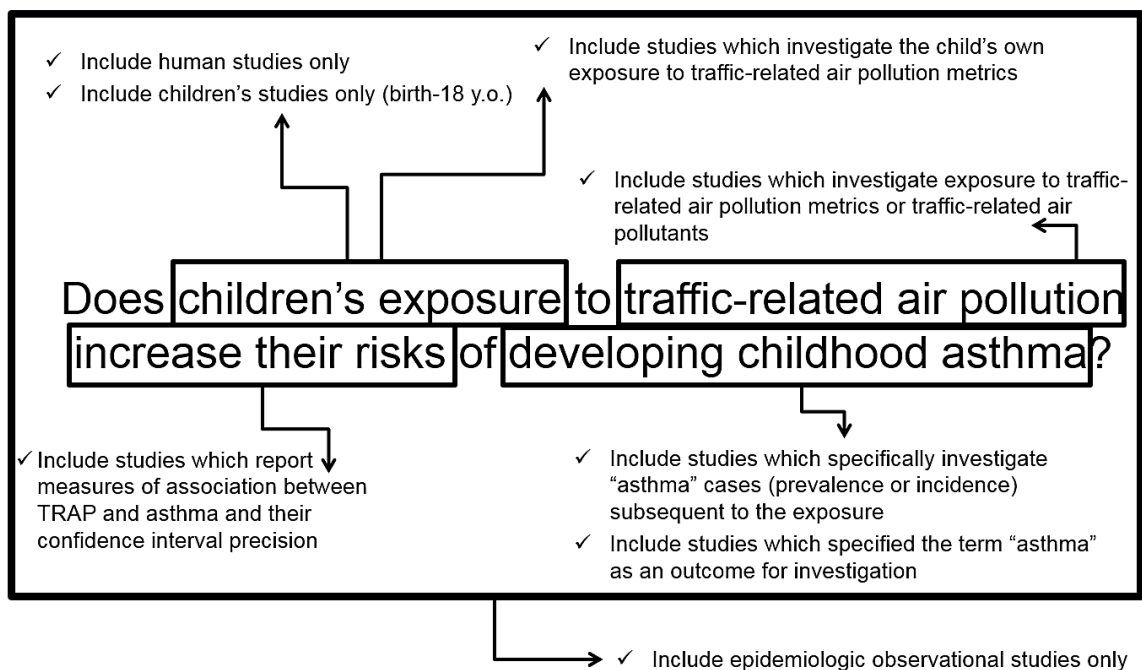 ✓ Include human studies only
✓ Include children's studies only (birth-18 y.o.)
✓ Include studies which investigate the child's own
exposure to traffic-related air pollution metrics
✓ Include studies which investigate exposure to traffic-
related air pollution metrics or traffic-related air
pollutants
Does children's exposure to traffic-related air pollution
increase their risks of developing childhood asthma?
✓ Include studies which report
measures of association between
TRAP and asthma and their
confidence interval precision
✓ Include studies which specifically investigate
“asthma” cases (prevalence or incidence)
subsequent to the exposure
✓ Include studies which specified the term “asthma”
as an outcome for investigation
✓ Include epidemiologic observational studies only